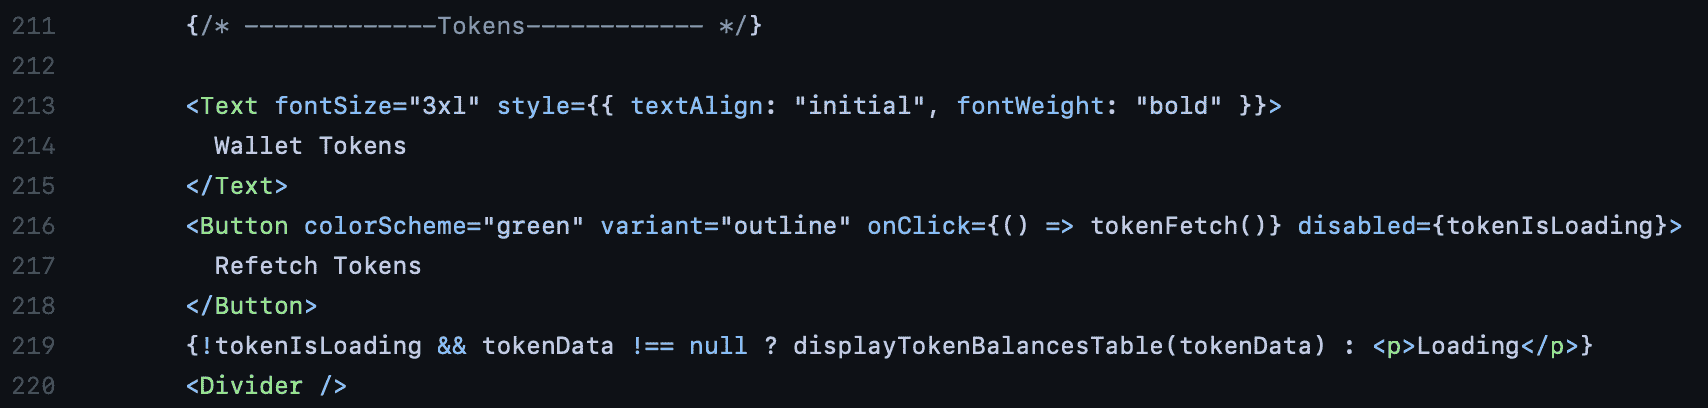 211 {/* —————————————Tokens———————————— */}
212
213 <Text fontSize="3xl" style={{ textAlign: "initial", fontWeight: "bold" }}>
214 Wallet Tokens
215 </Text>
216 <Button colorScheme="green" variant="outline" onClick={() => tokenFetch()} disabled={tokenIsLoading}>
217 Refetch Tokens
218 </Button>
219 {!tokenIsLoading && tokenData !== null ? displayTokenBalancesTable(tokenData) : <p>Loading</p>}
220 <Divider />